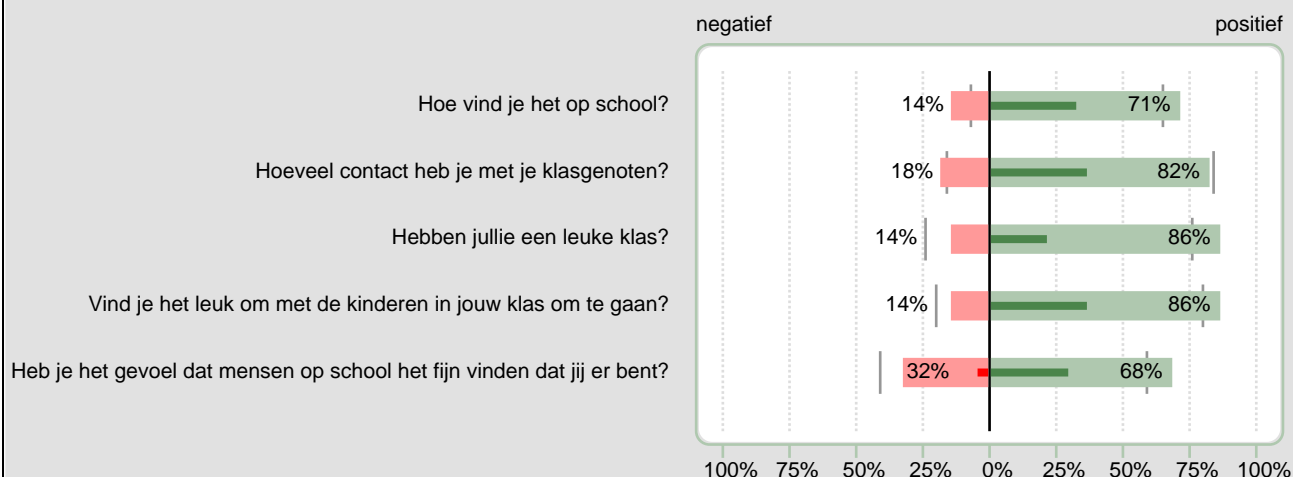 negatief positief
Hoe vind je het op school? 14% 71%
Hoeveel contact heb je met je klasgenoten? 18% 82%
Hebben jullie een leuke klas? 14% 86%
Vind je het leuk om met de kinderen in jouw klas om te gaan? 14% 86%
Heb je het gevoel dat mensen op school het fijn vinden dat jij er bent? 32% 68%
100% 75% 50% 25% 0% 25% 50% 75% 100%